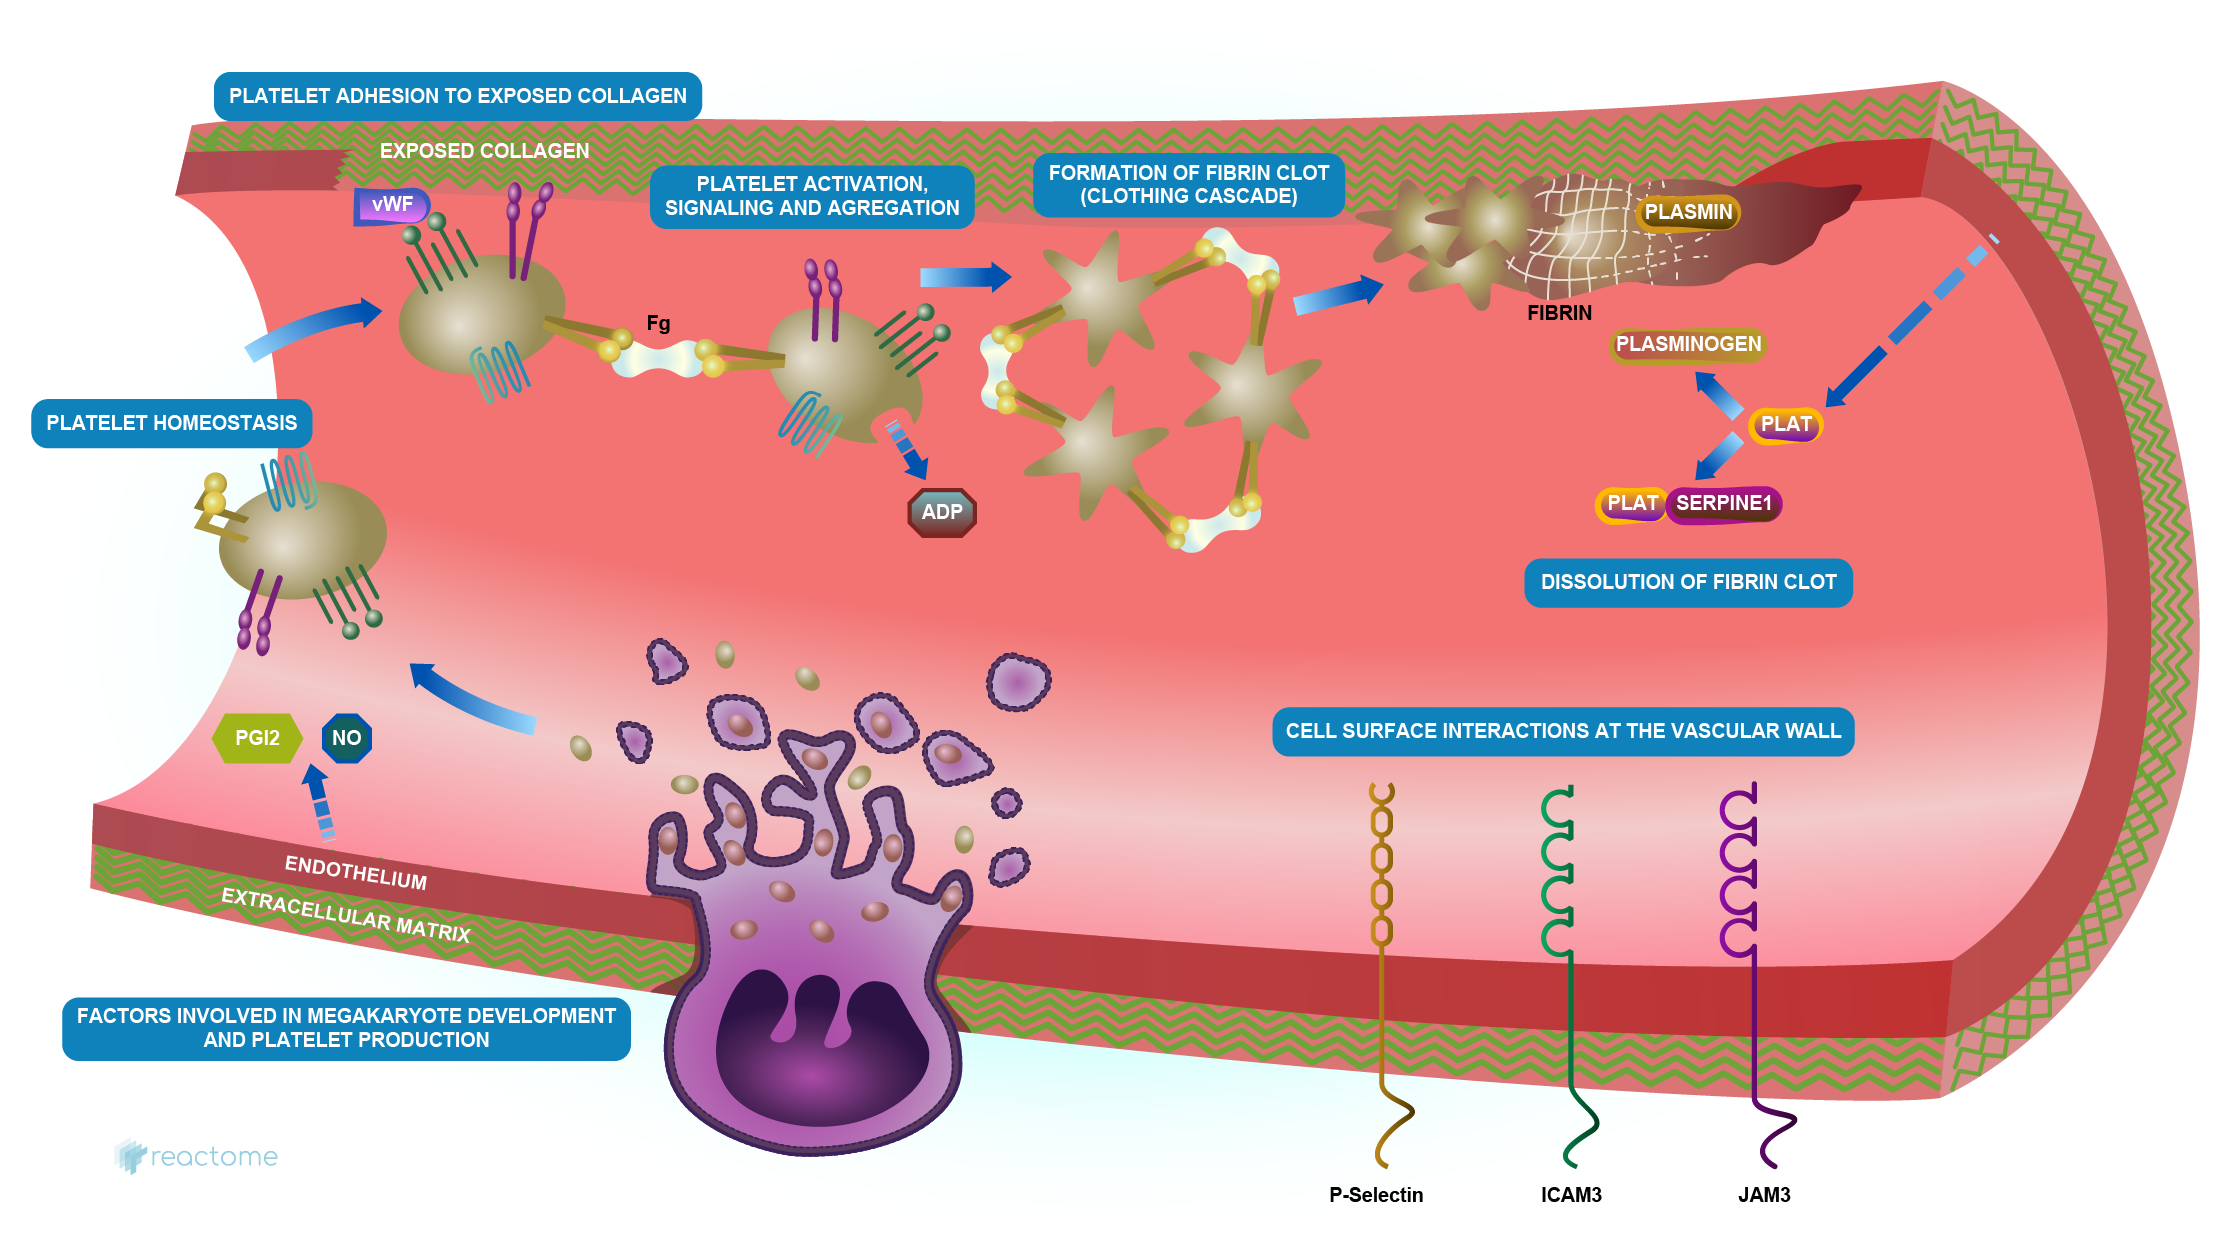 PLATELET ADHESION TO EXPOSED COLLAGEN
EXPOSED COLLAGEN
vWF
PLATELET ACTIVATION,
SIGNALING AND AGREGATION
FORMATION OF FIBRIN CLOT
(CLOTHING CASCADE)
PLASMIN
Fg
FIBRIN
PLASMINOGEN
PLATELET HOMEOSTASIS
PLAT
ADP
PLAT
SERPINE1
DISSOLUTION OF FIBRIN CLOT
PGI2
NO
CELL SURFACE INTERACTIONS AT THE VASCULAR WALL
ENDOTHELIUM
EXTRACELLULAR MATRIX
FACTORS INVOLVED IN MEGAKARYOTE DEVELOPMENT
AND PLATELET PRODUCTION
reactome
P-Selectin
ICAM3
JAM3